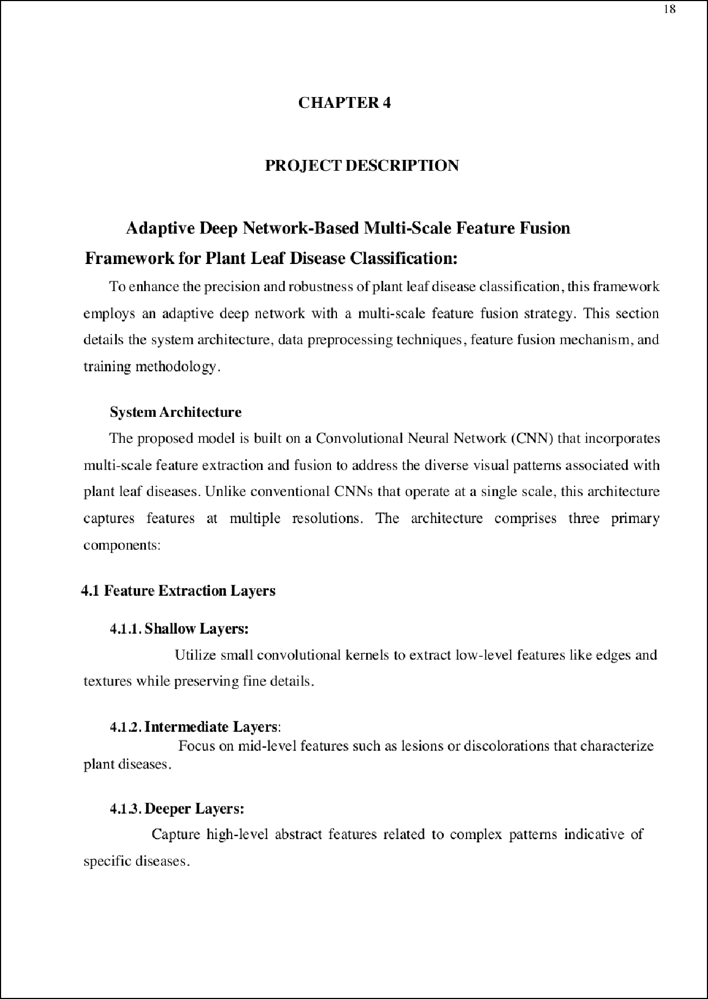 18
CHAPTER 4
PROJECT DESCRIPTION
Adaptive Deep Network-Based Multi-Scale Feature Fusion
Framework for Plant Leaf Disease Classification:
To enhance the precision and robustness of plant leaf disease classification, this framework
employs an adaptive deep network with a multi-scale feature fusion strategy. This section
details the system architecture, data preprocessing techniques, feature fusion mechanism, and
training methodology.
System Architecture
The proposed model is built on a Convolutional Neural Network (CNN) that incorporates
multi-scale feature extraction and fusion to address the diverse visual patterns associated with
plant leaf diseases. Unlike conventional CNNs that operate at a single scale, this architecture
captures features at multiple resolutions. The architecture comprises three primary
components:
4.1 Feature Extraction Layers
4.1.1. Shallow Layers:
Utilize small convolutional kernels to extract low-level features like edges and
textures while preserving fine details.
4.1.2. Intermediate Layers:
Focus on mid-level features such as lesions or discolorations that characterize
plant diseases.
4.1.3. Deeper Layers:
Capture high-level abstract features related to complex patterns indicative of
specific diseases.